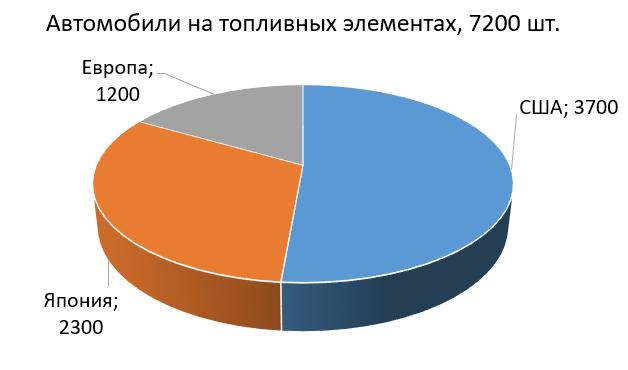 Автомобили на топливных элементах, 7200 шт.
Европа;
1200
США; 3700
Япония;
2300